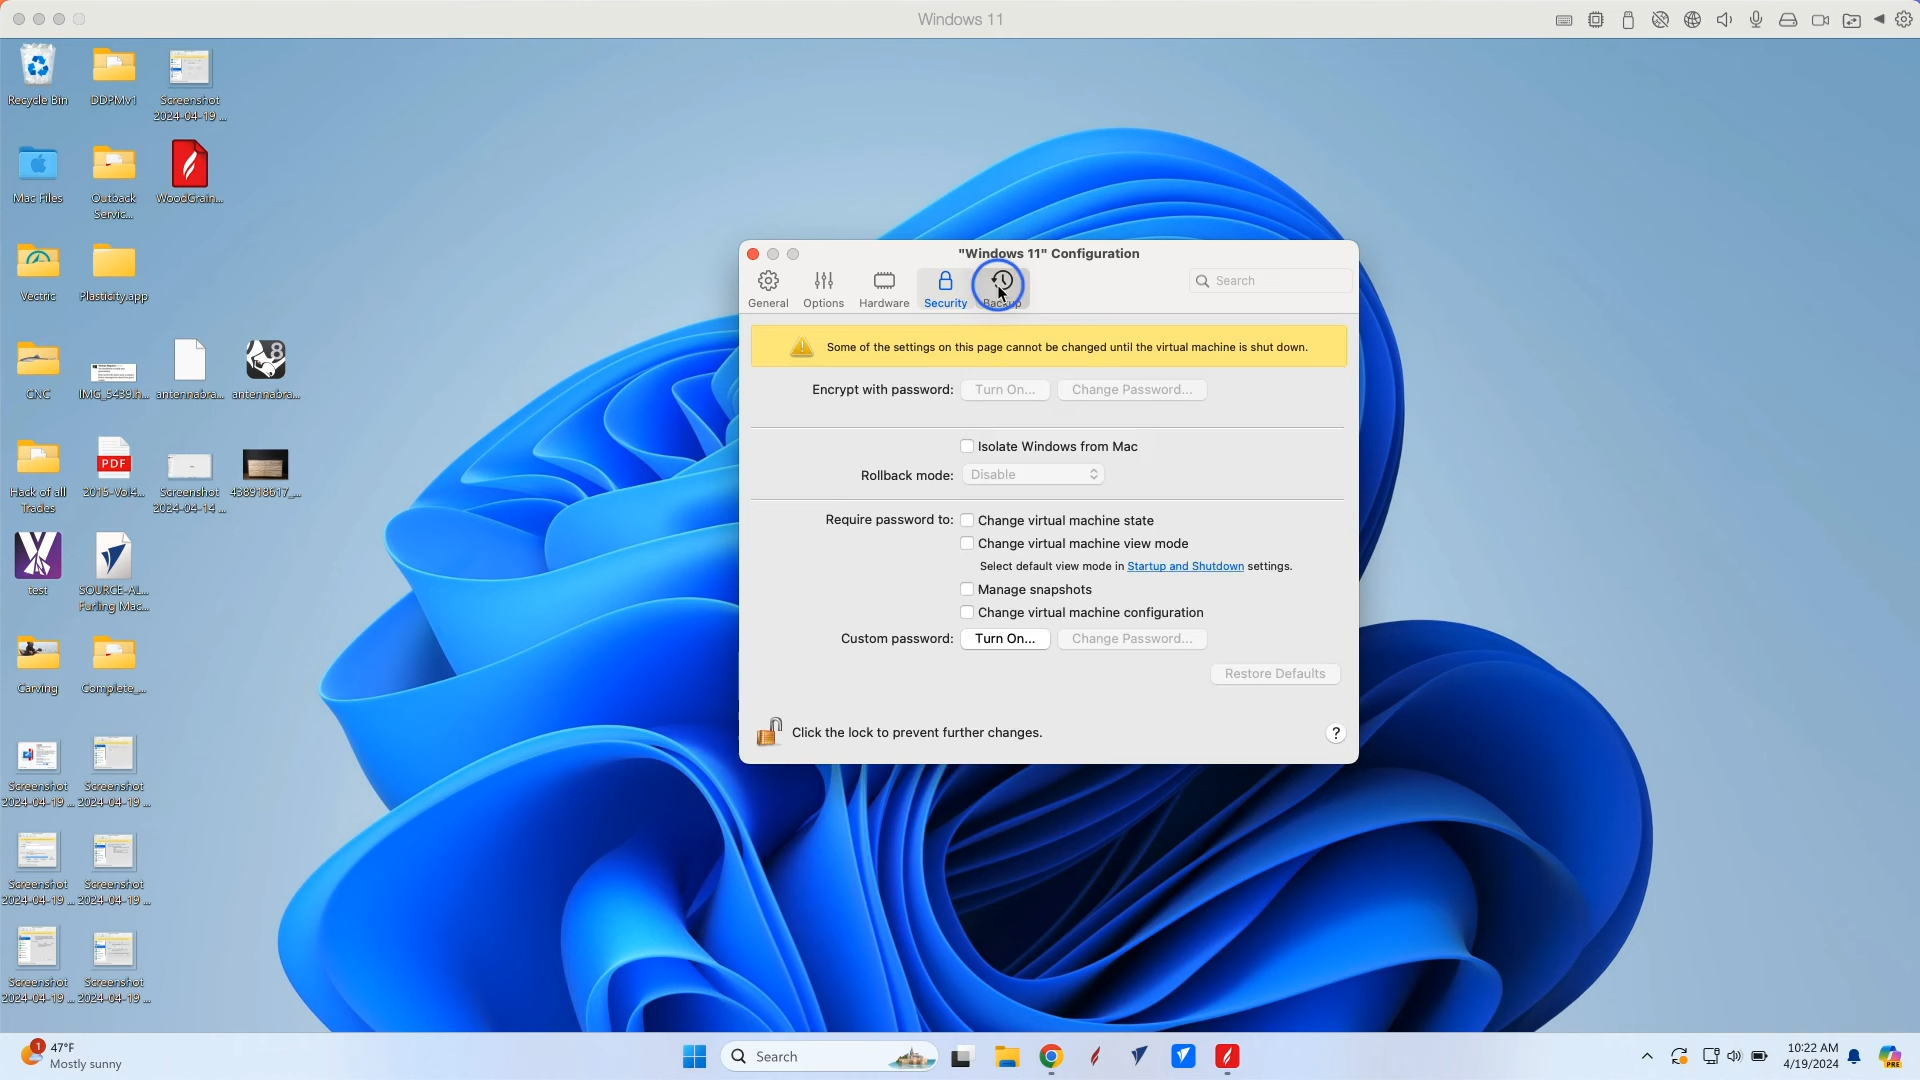 Windows 11
Recycle Bin
DDPMv1
Screenshot
2024-04-19 ...
Mac Files
Outback
Servic...
WoodGrain...
Vectric
Plasticity.app
CNC
IMG_5439.h...
antennabra...
8
antennabra...
Hack of all
Trades
PDF
2015-Vol4...
Screenshot
2024-04-14 ...
438918617_...
test
SOURCE-AL...
Furling Mac...
Carving
Complete_...
Screenshot
2024-04-19 ...
Screenshot
2024-04-19 ...
Screenshot
2024-04-19 ...
Screenshot
2024-04-19 ...
Screenshot
2024-04-19 ...
Screenshot
2024-04-19 ...
"Windows 11" Configuration
General
Options
Hardware
Security
Backup
Search
Some of the settings on this page cannot be changed until the virtual machine is shut down.
Encrypt with password: Turn On... Change Password...
Isolate Windows from Mac
Rollback mode: Disable
Require password to: Change virtual machine state
Change virtual machine view mode
Select default view mode in Startup and Shutdown settings.
Manage snapshots
Change virtual machine configuration
Custom password: Turn On... Change Password...
Restore Defaults
Click the lock to prevent further changes.
?
1
47°F
Mostly sunny
Search
10:22 AM
4/19/2024
PRE